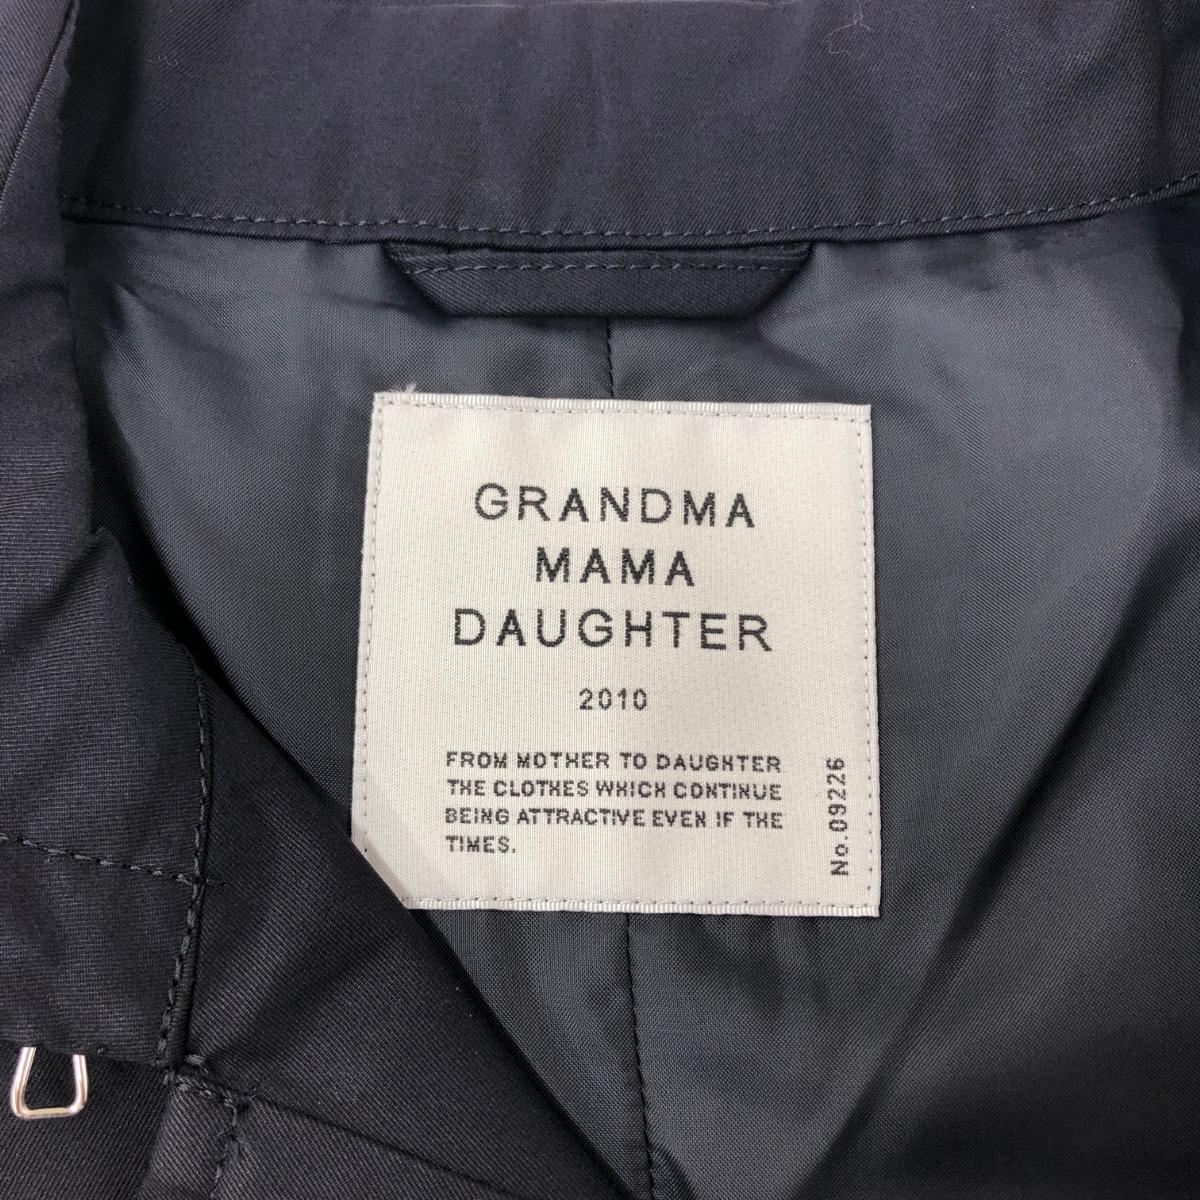 GRANDMA
MAMA
DAUGHTER
2010
FROM MOTHER TO DAUGHTER
THE CLOTHES WHICH CONTINUE
BEING ATTRACTIVE EVEN IF THE
TIMES.
No.09226